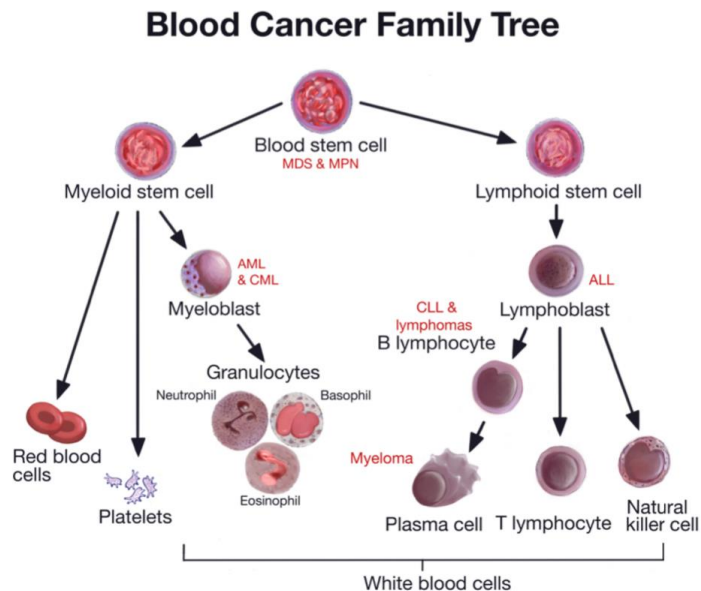 Blood Cancer Family Tree
Blood stem cell
MDS & MPN
Myeloid stem cell
Lymphoid stem cell
AML
& CML
Myeloblast
ALL
Lymphoblast
CLL &
lymphomas
B lymphocyte
Granulocytes
Neutrophil
Basophil
Eosinophil
Red blood
cells
Platelets
Myeloma
Plasma cell
T lymphocyte
Natural
killer cell
White blood cells